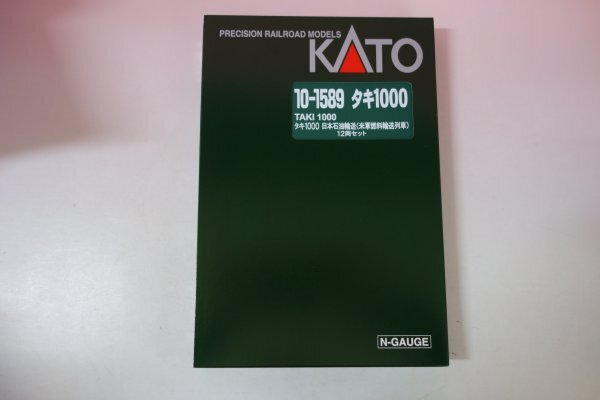 PRECISION RAILROAD MODELS
KATO
10-1589 タキ1000
TAKI 1000
タキ1000 日本石油輸送(米軍燃料輸送列車)
12両セット
N-GAUGE